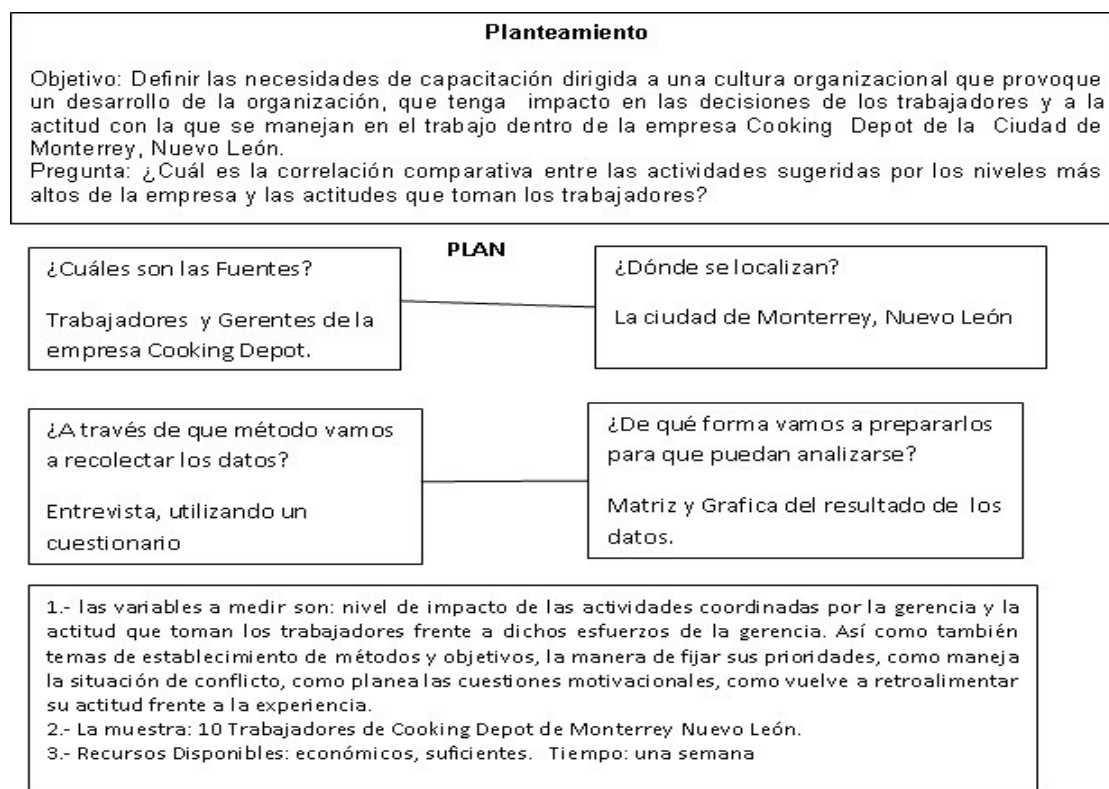 Planteamiento
Objetivo: Definir las necesidades de capacitación dirigida a una cultura organizacional que provoque
un desarrollo de la organización, que tenga impacto en las decisiones de los trabajadores y a la
actitud con la que se manejan en el trabajo dentro de la empresa Cooking Depot de la Ciudad de
Monterrey, Nuevo León.
Pregunta: ¿Cuál es la correlación comparativa entre las actividades sugeridas por los niveles más
altos de la empresa y las actitudes que toman los trabajadores?
PLAN
¿Cuáles son las Fuentes?
Trabajadores y Gerentes de la
empresa Cooking Depot.
¿Dónde se localizan?
La ciudad de Monterrey, Nuevo León
¿A través de que método vamos
a recolectar los datos?
Entrevista, utilizando un
cuestionario
¿De qué forma vamos a prepararlos
para que puedan analizarse?
Matriz y Grafica del resultado de los
datos.
1.- las variables a medir son: nivel de impacto de las actividades coordinadas por la gerencia y la
actitud que toman los trabajadores frente a dichos esfuerzos de la gerencia. Así como también
temas de establecimiento de métodos y objetivos, la manera de fijar sus prioridades, como maneja
la situación de conflicto, como planea las cuestiones motivacionales, como vuelve a retroalimentar
su actitud frente a la experiencia.
2.- La muestra: 10 Trabajadores de Cooking Depot de Monterrey Nuevo León.
3.- Recursos Disponibles: económicos, suficientes. Tiempo: una semana